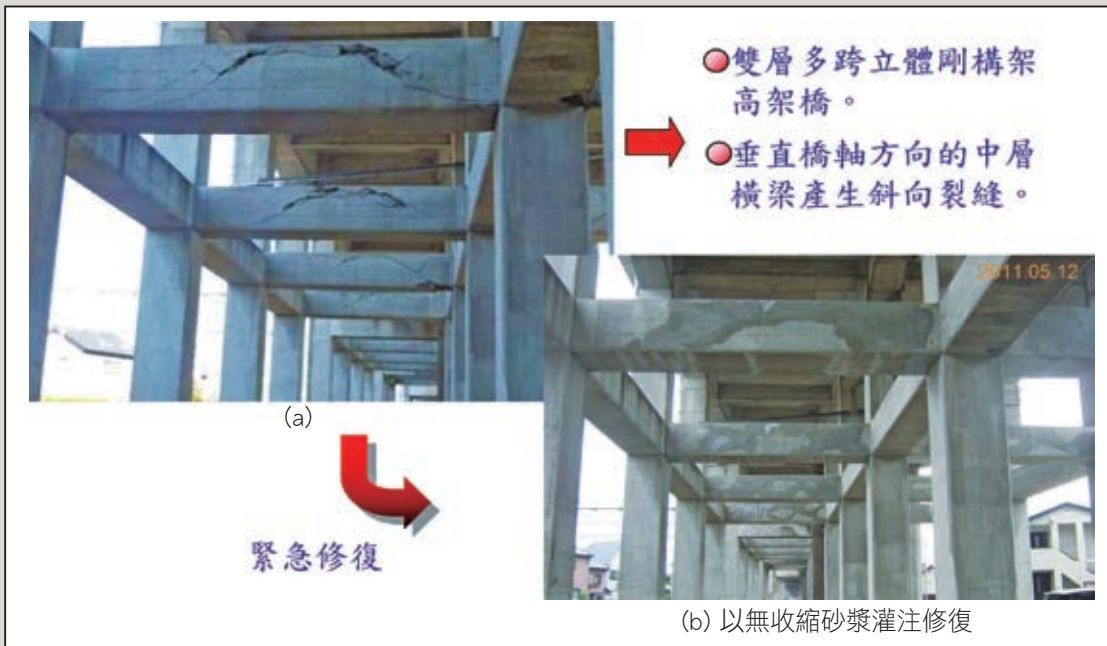 雙層多跨立體剛構架
高架橋。
垂直橋軸方向的中層
橫梁產生斜向裂縫。
2011.05.12
(a)
緊急修復
(b) 以無收縮砂漿灌注修復